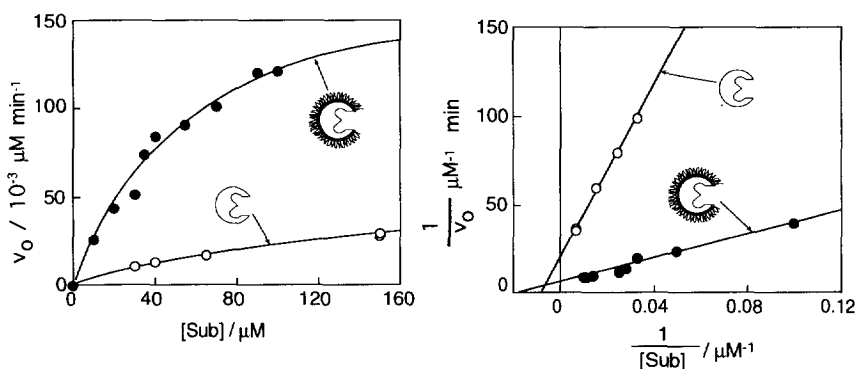 150
100
50
0
v₀ / 10⁻³ μM min⁻¹
0 40 80 120 160
[Sub] / μM
150
100
50
0
1 / v₀ μM⁻¹ min
0 0.04 0.08 0.12
1 / [Sub] / μM⁻¹